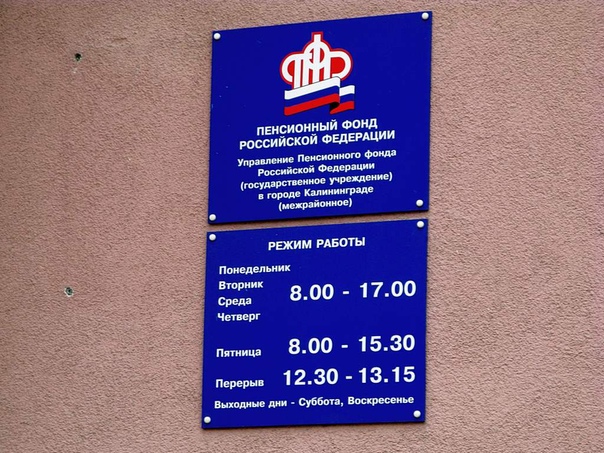 ПЕНСИОННЫЙ ФОНД
РОССИЙСКОЙ ФЕДЕРАЦИИ
Управление Пенсионного фонда
Российской Федерации
(государственное учреждение)
в городе Калининграде
(межрайонное)
РЕЖИМ РАБОТЫ
Понедельник
Вторник
Среда
Четверг
8.00 - 17.00
Пятница 8.00 - 15.30
Перерыв 12.30 - 13.15
Выходные дни - Суббота, Воскресенье